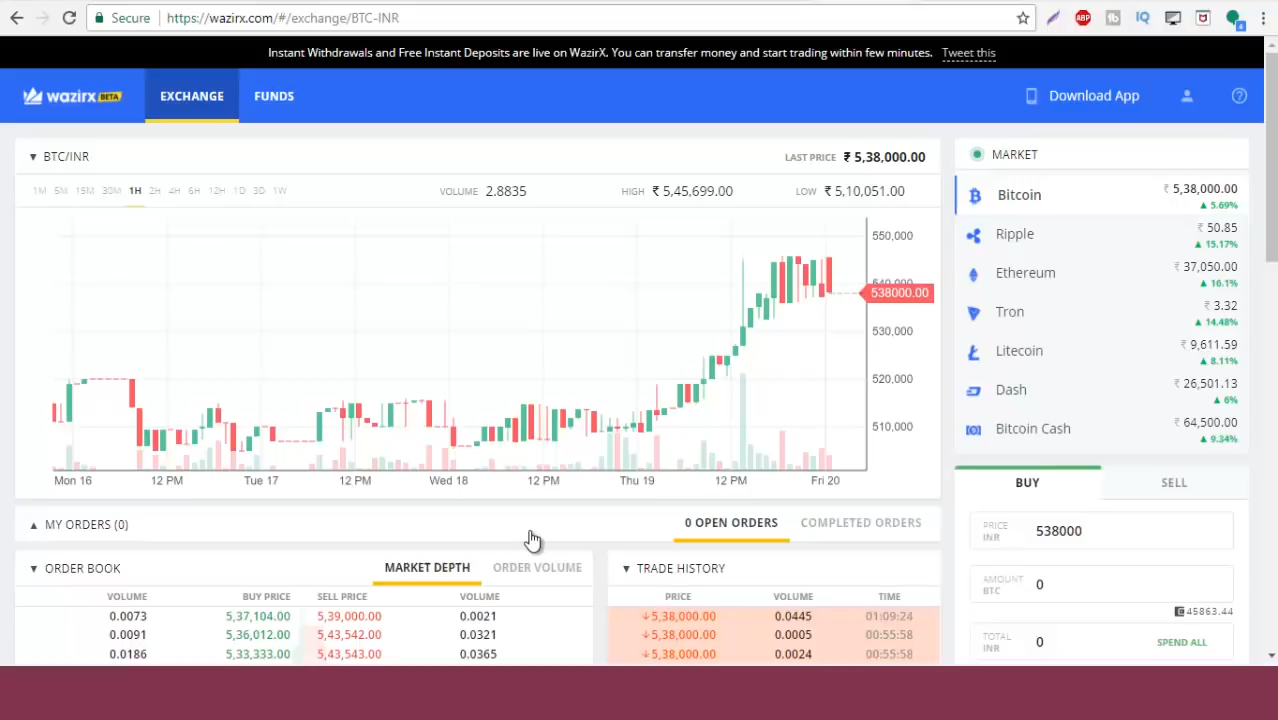 Secure https://wazirx.com/#/exchange/BTC-INR
Instant Withdrawals and Free Instant Deposits are live on WazirX. You can transfer money and start trading within few minutes. Tweet this
wazirx BETA EXCHANGE FUNDS Download App
▼ BTC/INR LAST PRICE ₹ 5,38,000.00
1M 5M 15M 30M 1H 2H 4H 6H 12H 1D 3D 1W VOLUME 2.8835 HIGH ₹ 5,45,699.00 LOW ₹ 5,10,051.00
550,000
540,000
538000.00
530,000
520,000
510,000
Mon 16 12 PM Tue 17 12 PM Wed 18 12 PM Thu 19 12 PM Fri 20
MARKET
Bitcoin ₹ 5,38,000.00
▲ 5.69%
Ripple ₹ 50.85
▲ 15.17%
Ethereum ₹ 37,050.00
▲ 16.1%
Tron ₹ 3.32
▲ 14.48%
Litecoin ₹ 9,611.59
▲ 8.11%
Dash ₹ 26,501.13
▲ 6%
Bitcoin Cash ₹ 64,500.00
▲ 9.34%
BUY SELL
PRICE INR 538000
AMOUNT BTC 0
45863.44
TOTAL INR 0 SPEND ALL
▲ MY ORDERS (0) 0 OPEN ORDERS COMPLETED ORDERS
▼ ORDER BOOK MARKET DEPTH ORDER VOLUME
VOLUME BUY PRICE SELL PRICE VOLUME
0.0073 5,37,104.00 5,39,000.00 0.0021
0.0091 5,36,012.00 5,43,542.00 0.0321
0.0186 5,33,333.00 5,43,543.00 0.0365
▼ TRADE HISTORY
PRICE VOLUME TIME
↓5,38,000.00 0.0445 01:09:24
↓5,38,000.00 0.0005 00:55:58
↓5,38,000.00 0.0024 00:55:58